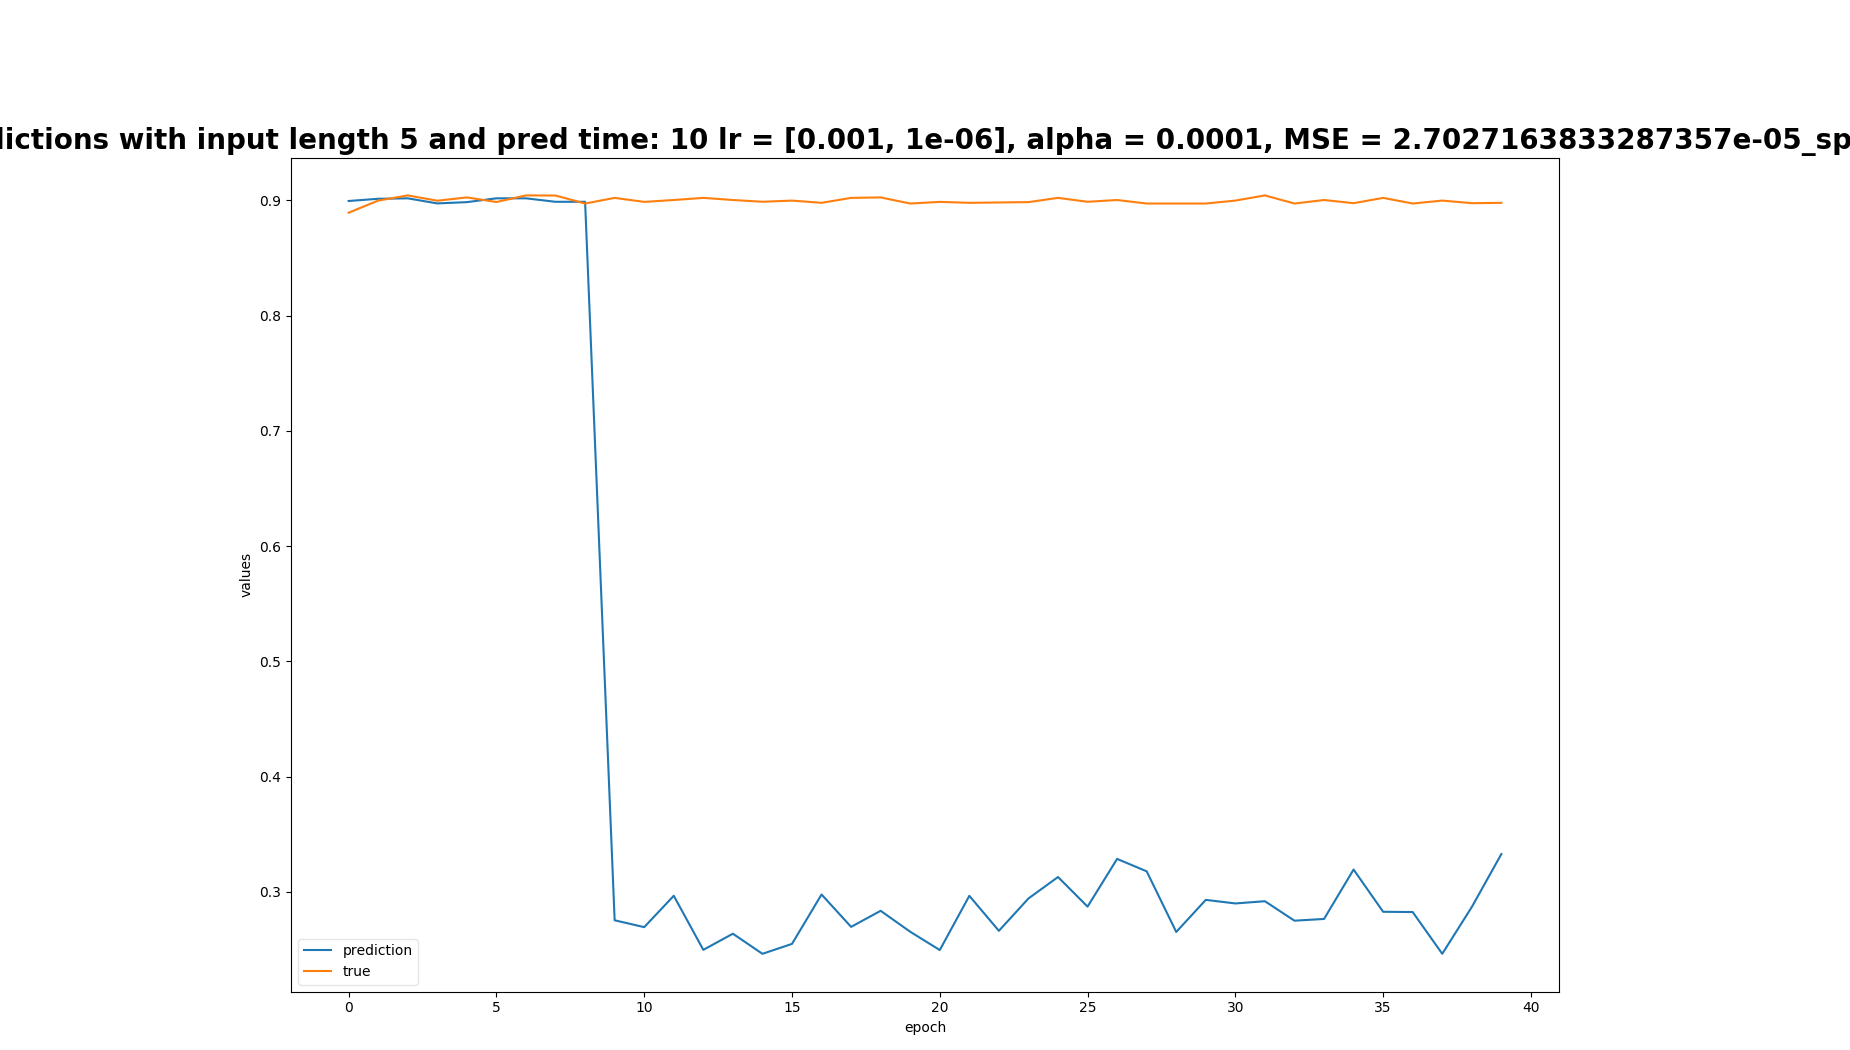 dictions with input length 5 and pred time: 10 lr = [0.001, 1e-06], alpha = 0.0001, MSE = 2.7027163833287357e-05_sp
0.9
0.8
0.7
0.6
0.5
0.4
0.3
values
prediction
true
0 5 10 15 20 25 30 35 40
epoch